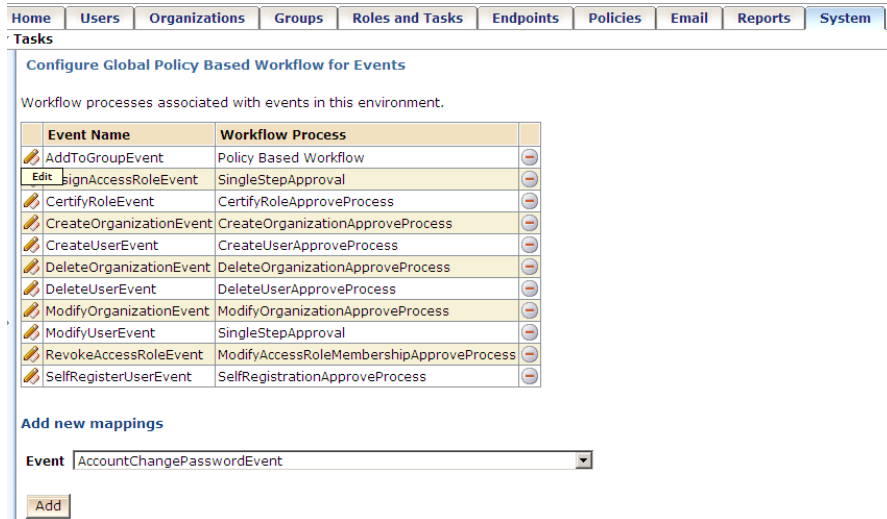 Home Users Organizations Groups Roles and Tasks Endpoints Policies Email Reports System
Tasks
Configure Global Policy Based Workflow for Events
Workflow processes associated with events in this environment.
Event Name Workflow Process
AddToGroupEvent Policy Based Workflow
Edit signAccessRoleEvent SingleStepApproval
CertifyRoleEvent CertifyRoleApproveProcess
CreateOrganizationEvent CreateOrganizationApproveProcess
CreateUserEvent CreateUserApproveProcess
DeleteOrganizationEvent DeleteOrganizationApproveProcess
DeleteUserEvent DeleteUserApproveProcess
ModifyOrganizationEvent ModifyOrganizationApproveProcess
ModifyUserEvent SingleStepApproval
RevokeAccessRoleEvent ModifyAccessRoleMembershipApproveProcess
SelfRegisterUserEvent SelfRegistrationApproveProcess
Add new mappings
Event AccountChangePasswordEvent
Add